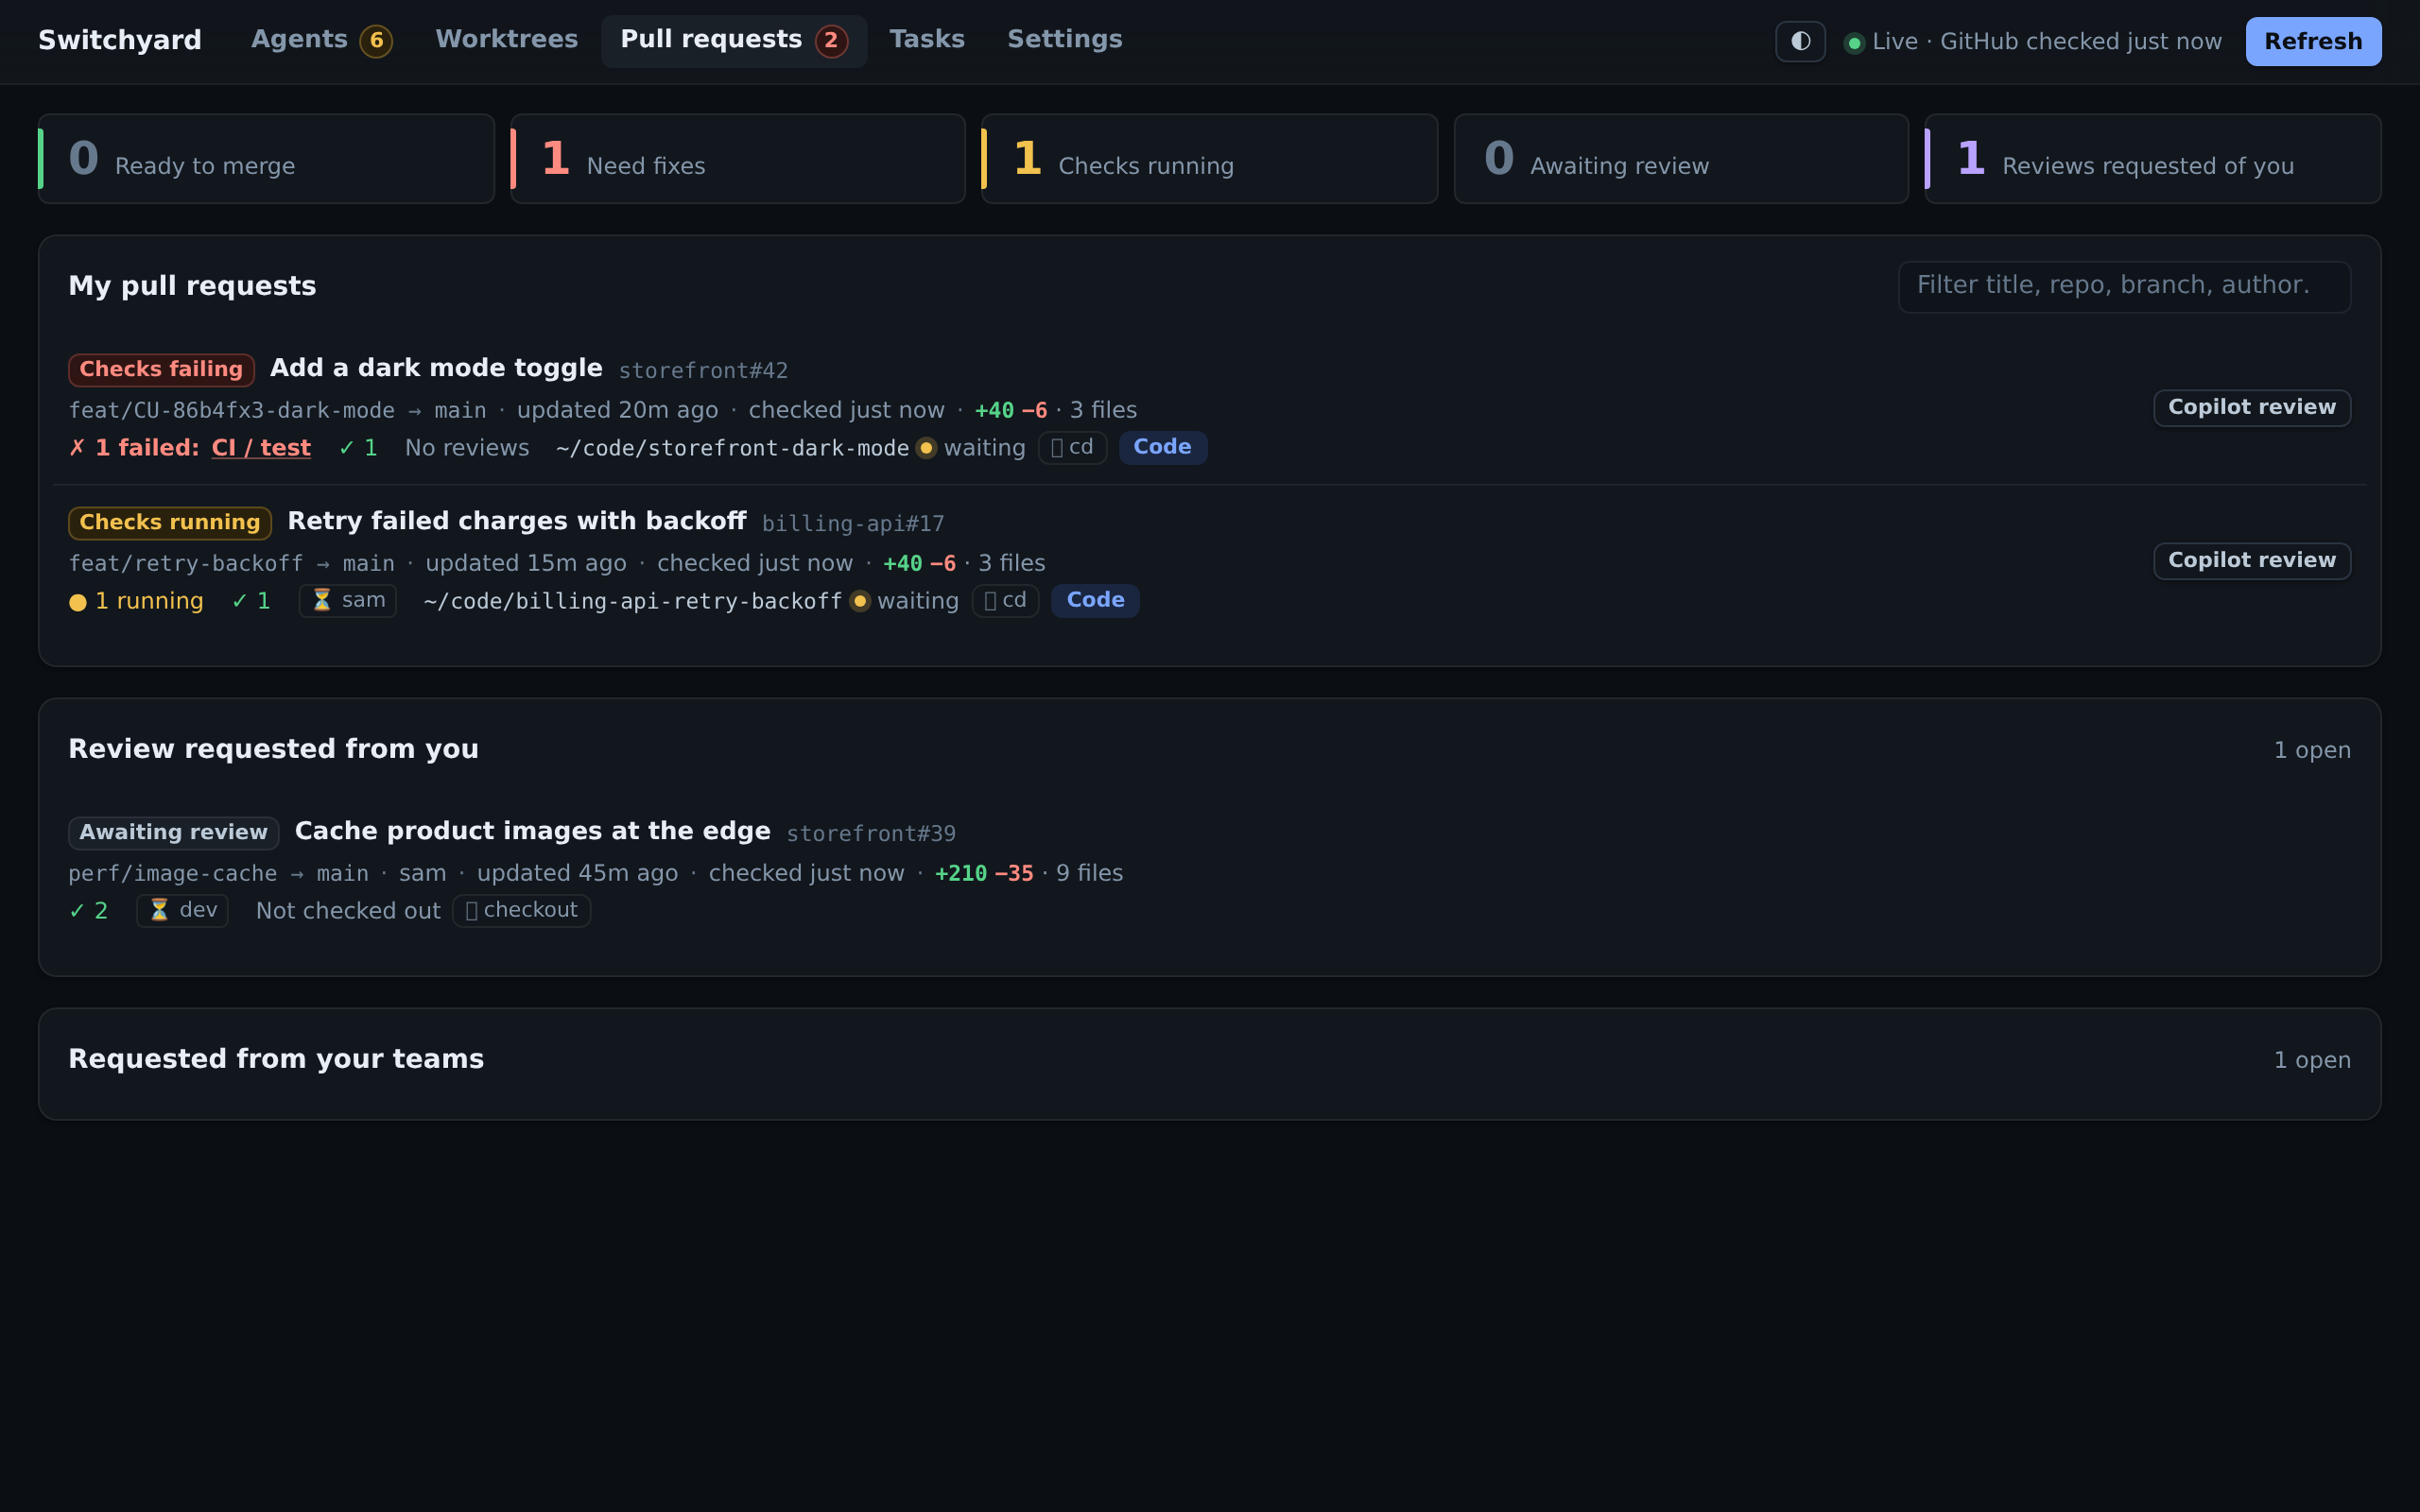 Switchyard Agents 6 Worktrees Pull requests 2 Tasks Settings Live · GitHub checked just now Refresh
0 Ready to merge 1 Need fixes 1 Checks running 0 Awaiting review 1 Reviews requested of you
My pull requests Filter title, repo, branch, author.
Checks failing Add a dark mode toggle storefront#42
feat/CU-86b4fx3-dark-mode → main · updated 20m ago · checked just now · +40 −6 · 3 files Copilot review
✗ 1 failed: CI / test ✓ 1 No reviews ~/code/storefront-dark-mode waiting cd Code
Checks running Retry failed charges with backoff billing-api#17
feat/retry-backoff → main · updated 15m ago · checked just now · +40 −6 · 3 files Copilot review
● 1 running ✓ 1 ⏳ sam ~/code/billing-api-retry-backoff waiting cd Code
Review requested from you 1 open
Awaiting review Cache product images at the edge storefront#39
perf/image-cache → main · sam · updated 45m ago · checked just now · +210 −35 · 9 files
✓ 2 ⏳ dev Not checked out checkout
Requested from your teams 1 open